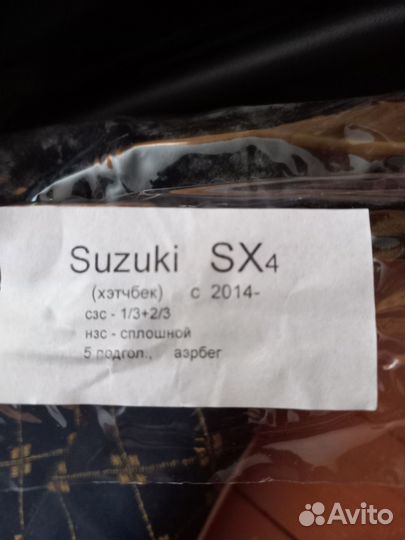 Suzuki SX4
(хэтчбек) с 2014-
сзс - 1/3+2/3
нзс - сплошной
5 подгол., аэрбег
Avito